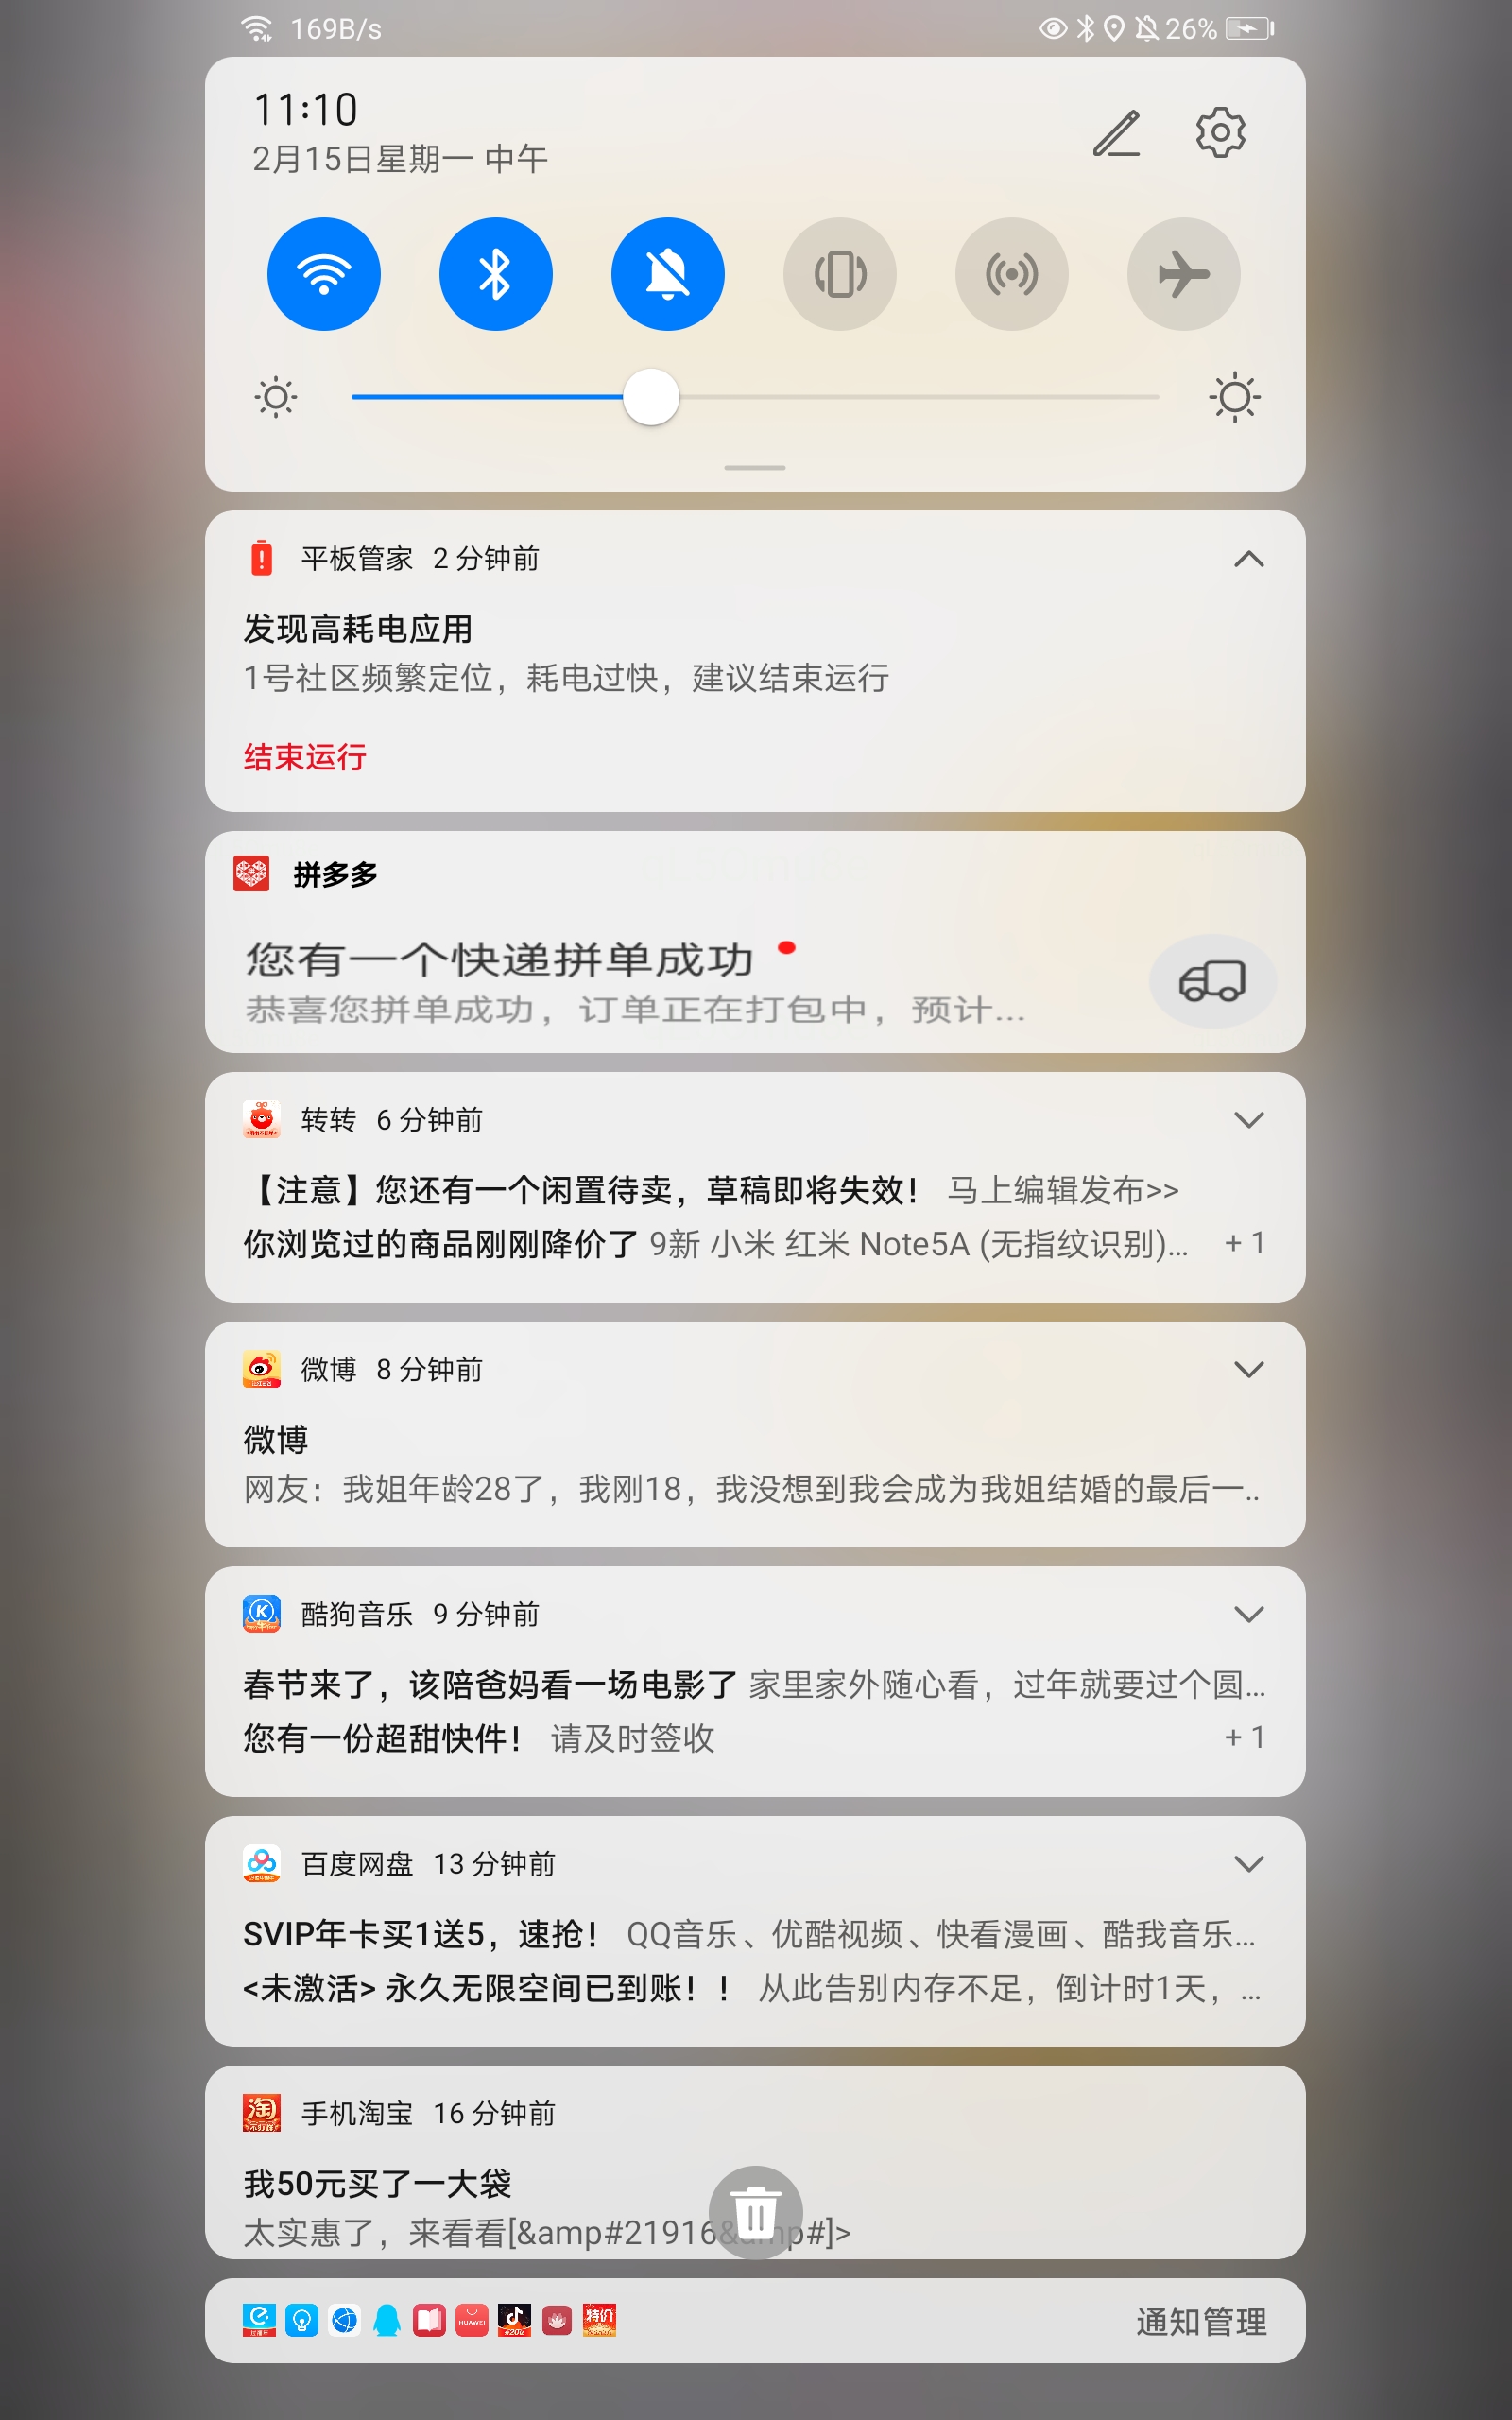 169B/s
26%
11:10
2月15日星期一 中午
平板管家 2 分钟前
发现高耗电应用
1号社区频繁定位，耗电过快，建议结束运行
结束运行
拼多多
您有一个快递拼单成功
恭喜您拼单成功，订单正在打包中，预计...
转转 6 分钟前
【注意】您还有一个闲置待卖，草稿即将失效！ 马上编辑发布>>
你浏览过的商品刚刚降价了 9新 小米 红米 Note5A (无指纹识别)... + 1
微博 8 分钟前
微博
网友：我姐年龄28了，我刚18，我没想到我会成为我姐结婚的最后一..
酷狗音乐 9 分钟前
春节来了，该陪爸妈看一场电影了 家里家外随心看，过年就要过个圆...
您有一份超甜快件！ 请及时签收 + 1
百度网盘 13 分钟前
SVIP年卡买1送5，速抢！ QQ音乐、优酷视频、快看漫画、酷我音乐...
<未激活> 永久无限空间已到账！！ 从此告别内存不足，倒计时1天，...
淘
手机淘宝 16 分钟前
我50元买了一大袋
太实惠了，来看看[&amp#21916&amp#]>
HUAWEI
特价
通知管理